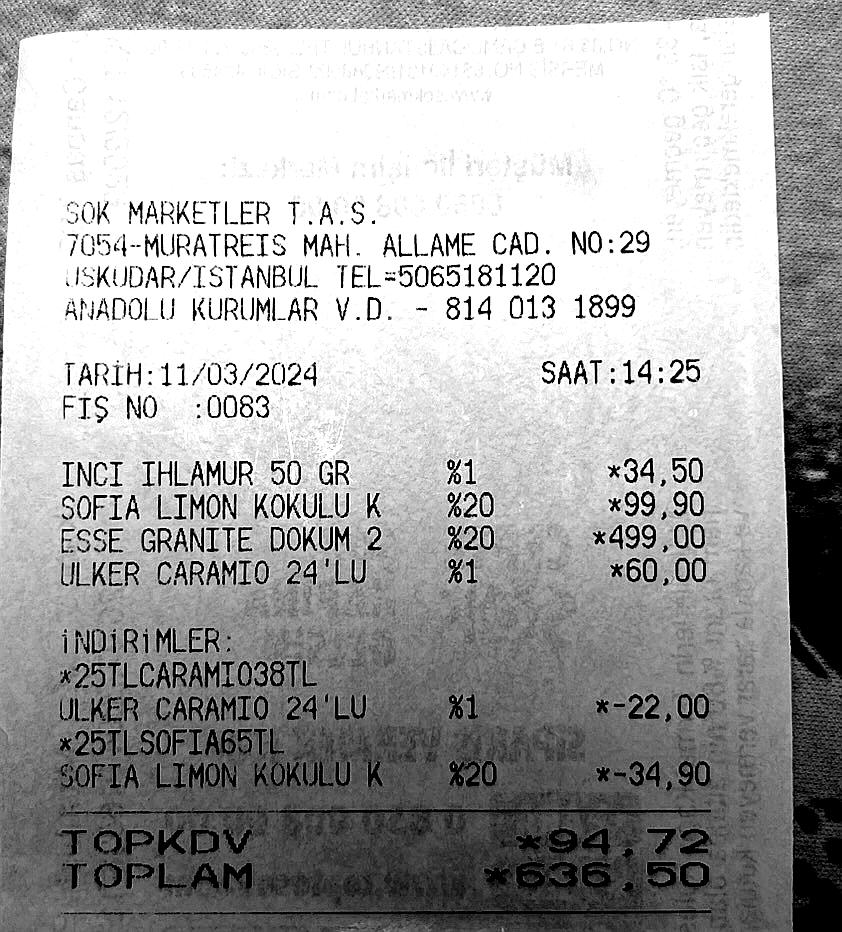 SOK MARKETLER T.A.S.
7054-MURATREIS MAH. ALLAME CAD. NO:29
USKUDAR/ISTANBUL TEL=5065181120
ANADOLU KURUMLAR V.D. - 814 013 1899
TARİH:11/03/2024 SAAT:14:25
FİŞ NO :0083
INCI IHLAMUR 50 GR %1 *34,50
SOFIA LIMON KOKULU K %20 *99,90
ESSE GRANITE DOKUM 2 %20 *499,00
ULKER CARAMIO 24'LU %1 *60,00
iNDiRiMLER:
*25TLCARAMIO38TL
ULKER CARAMIO 24'LU %1 *-22,00
*25TLSOFIA65TL
SOFIA LIMON KOKULU K %20 *-34,90
TOPKDV *94,72
TOPLAM *636,50